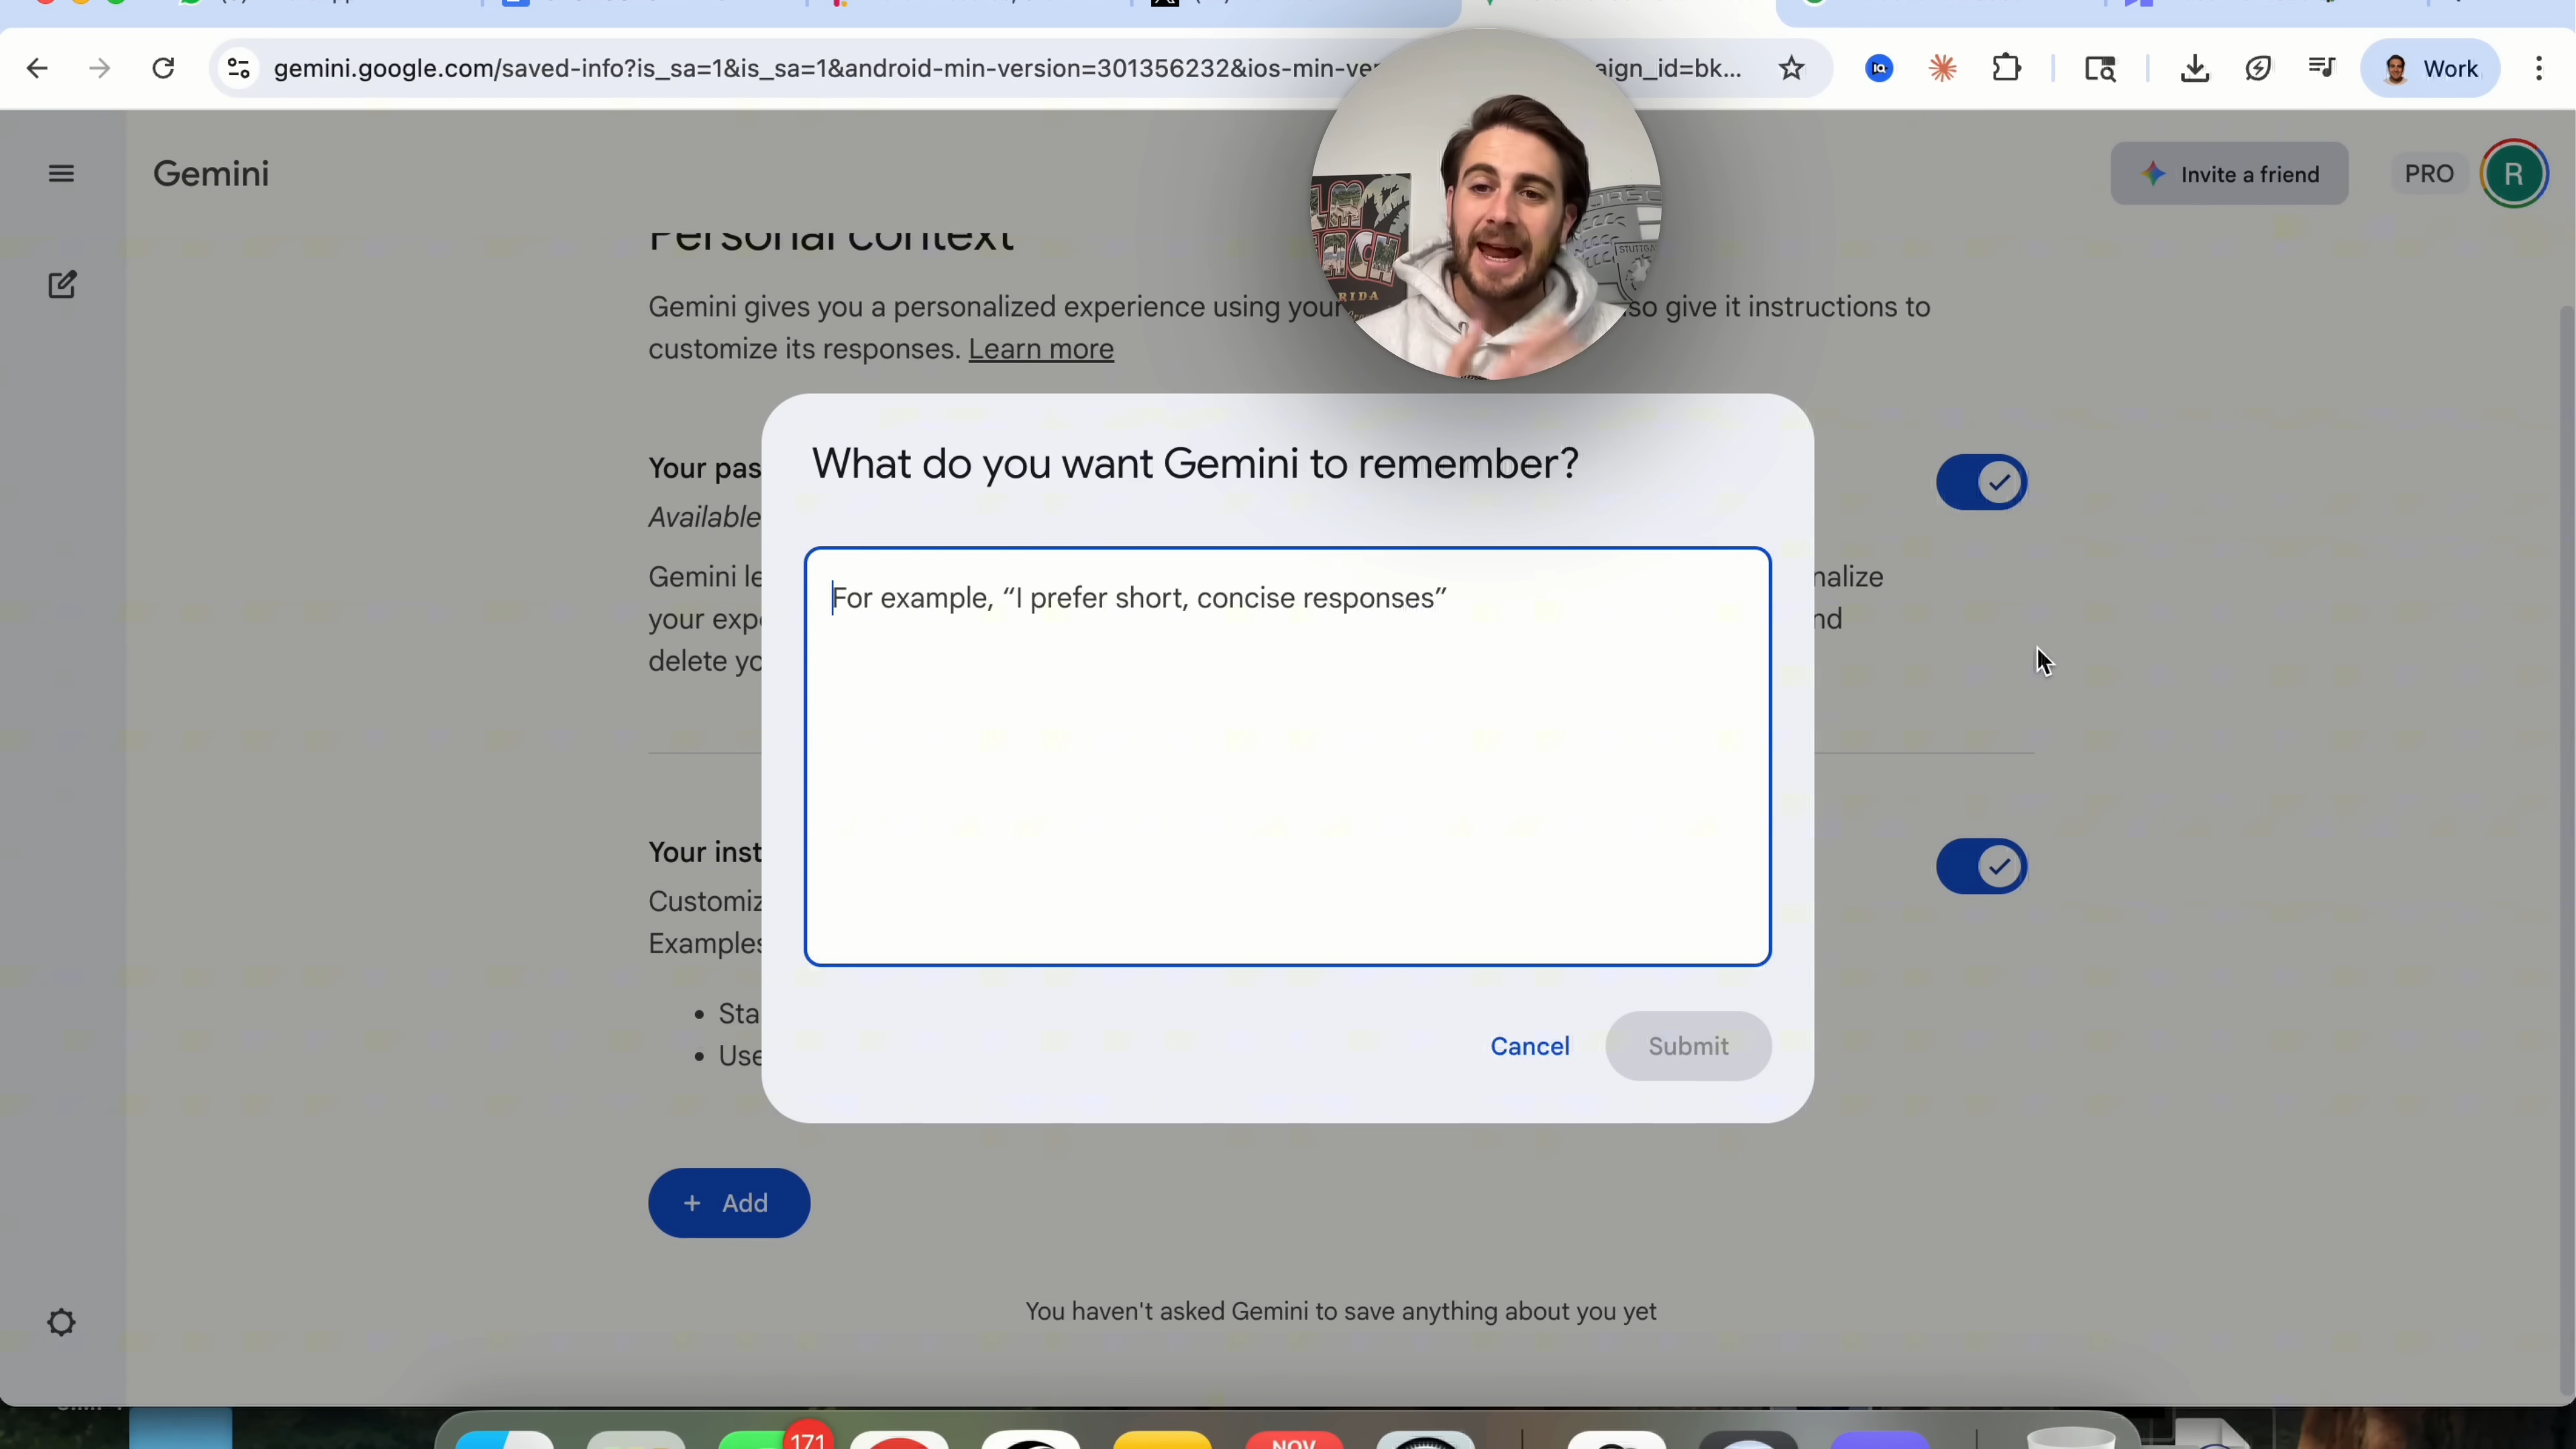 gemini.google.com/saved-info?is_sa=1&is_sa=1&android-min-version=301356232&ios-min-ver
aign_id=bk...
Work
Gemini
Invite a friend
PRO
R
Personal context
Gemini gives you a personalized experience using your
so give it instructions to
customize its responses. Learn more
What do you want Gemini to remember?
Your pas
Available
For example, “I prefer short, concise responses”
Gemini le
nalize
your expe
nd
delete yo
Your inst
Customiz
Examples
Sta
Use
Cancel
Submit
+ Add
You haven't asked Gemini to save anything about you yet
171
NOV